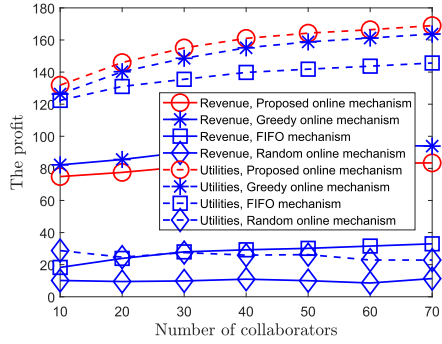 180
160
140
120
100
80
60
40
20
0
The profit
Revenue, Proposed online mechanism
Revenue, Greedy online mechanism
Revenue, FIFO mechanism
Revenue, Random online mechanism
Utilities, Proposed online mechanism
Utilities, Greedy online mechanism
Utilities, FIFO mechanism
Utilities, Random online mechanism
10 20 30 40 50 60 70
Number of collaborators